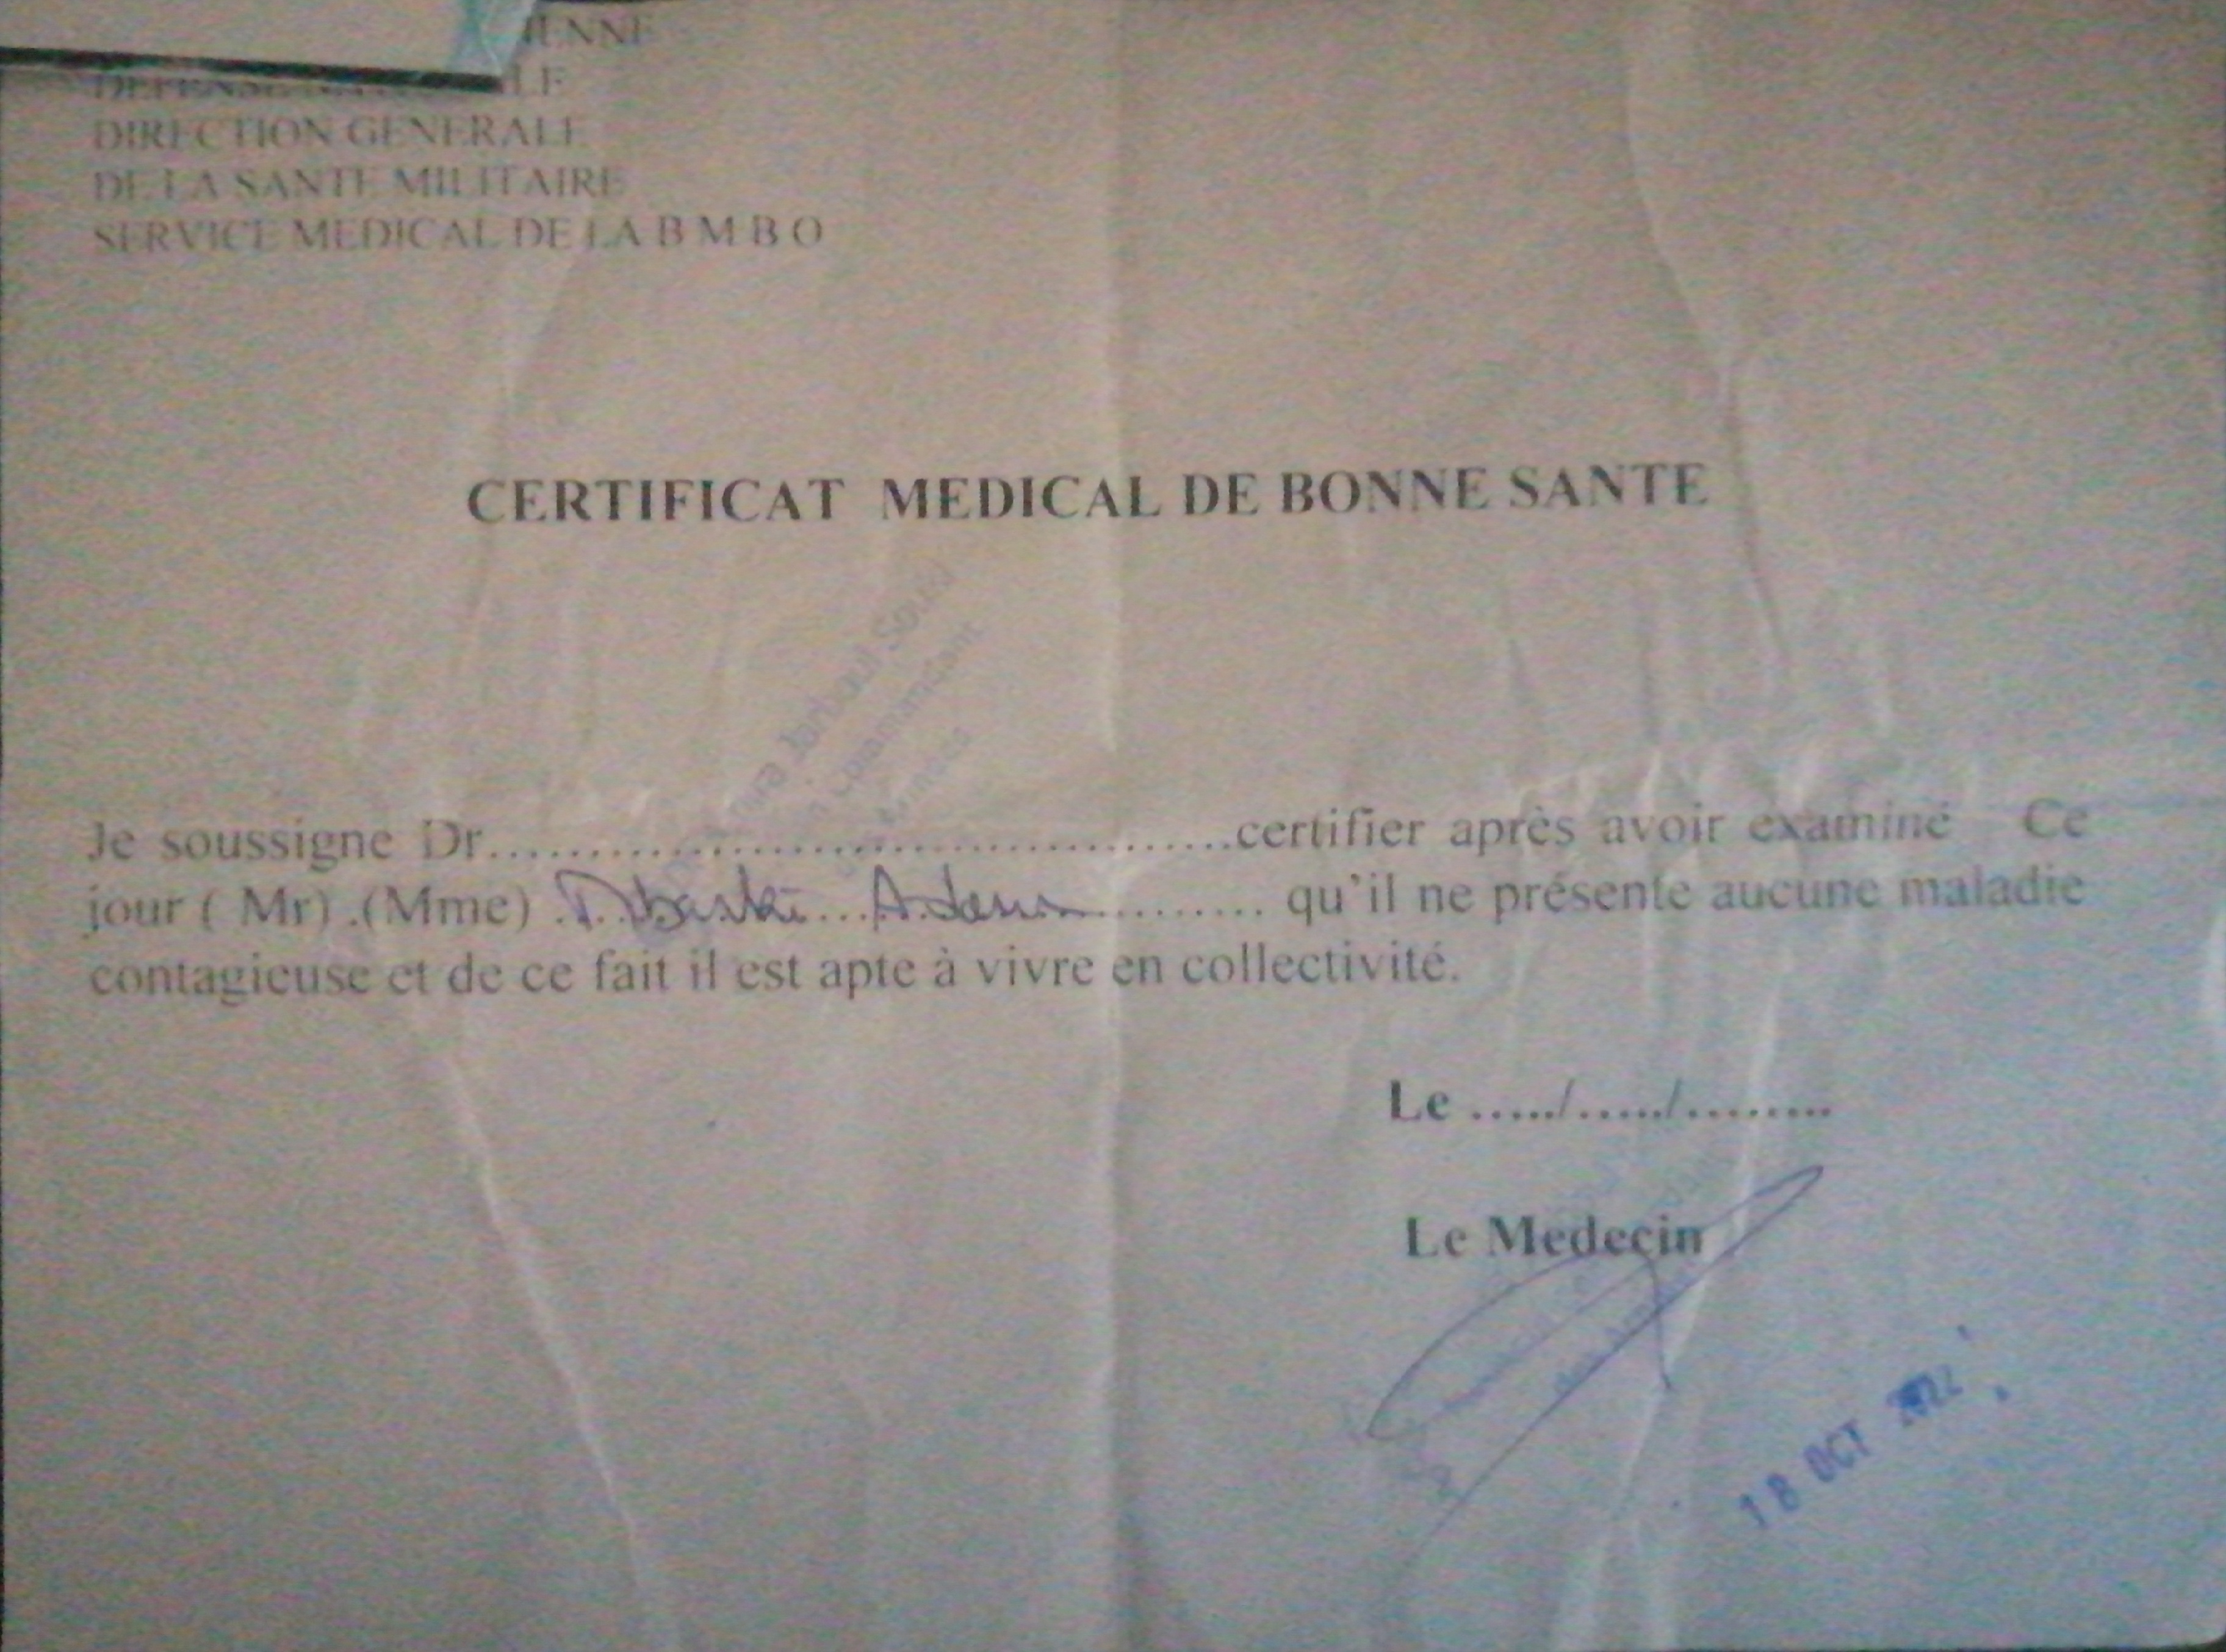 DIRECTION GENERALE
DE LA SANTE MILITAIRE
SERVICE MEDICAL DE LA B M B O
CERTIFICAT MEDICAL DE BONNE SANTE
Commandant
Je soussigne Dr..........................................certifier après avoir examiné Ce
jour ( Mr) .(Mme) ............ qu'il ne présente aucune maladie
contagieuse et de ce fait il est apte à vivre en collectivité.
Le ...../...../........
Le Medecin
18 OCT 2022